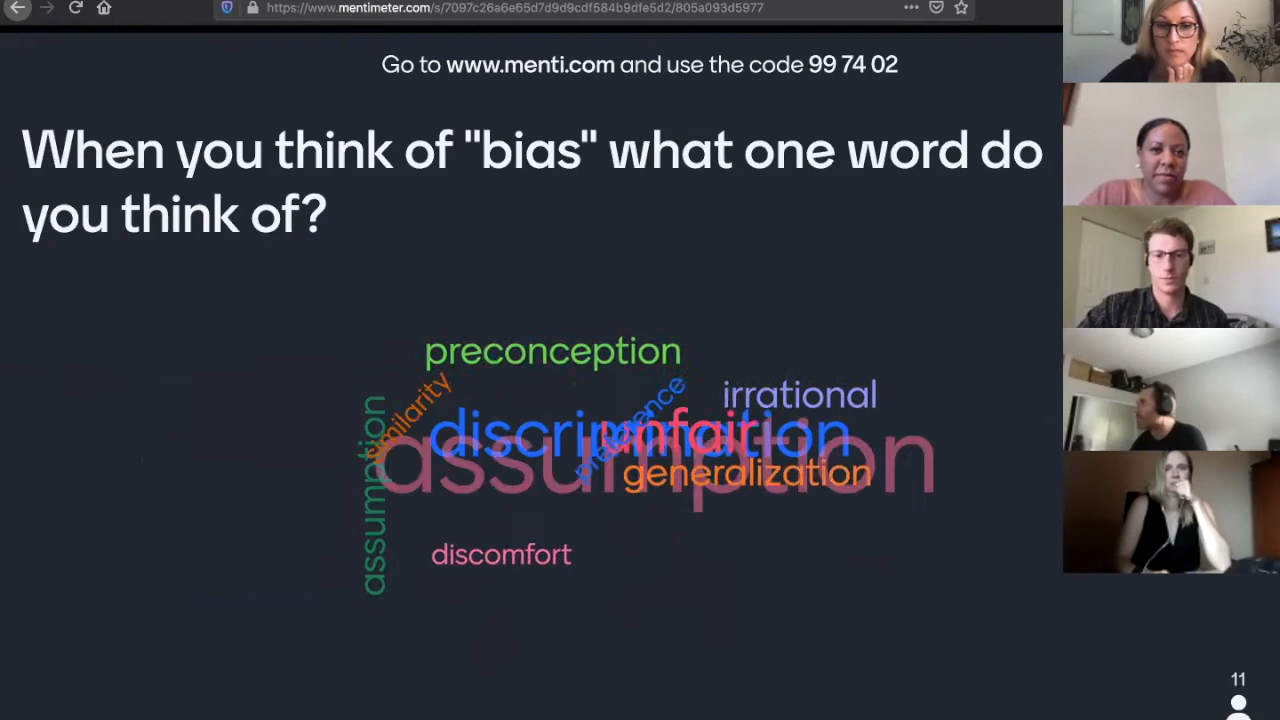 https://www.mentimeter.com/s/7097c26a6e65d7d9d9cdf584b9dfe5d2/805a093d5977
Go to www.menti.com and use the code 99 74 02
When you think of "bias" what one word do
you think of?
preconception
similarity
preference
irrational
discrimination
unfair
assumption
assumption
generalization
discomfort
11